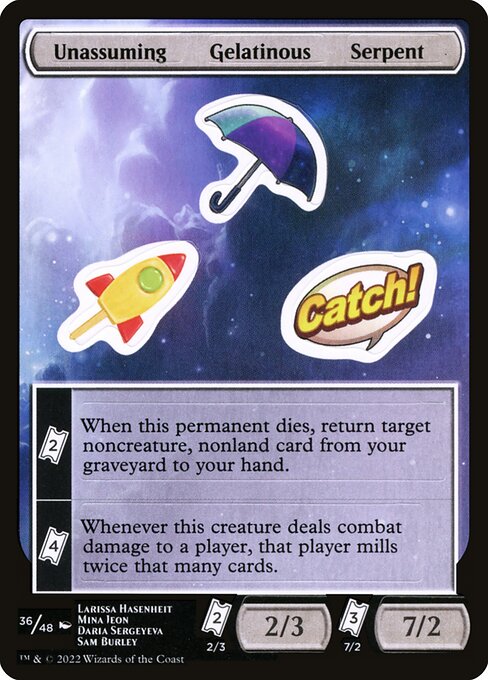 Unassuming Gelatinous Serpent
Catch!
2
When this permanent dies, return target
noncreature, nonland card from your
graveyard to your hand.
4
Whenever this creature deals combat
damage to a player, that player mills
twice that many cards.
36/48
Larissa Hasenheit
Mina Jeon
Daria Sergeyeva
Sam Burley
2
2/3
2/3
3
7/2
7/2
™ & © 2022 Wizards of the Coast